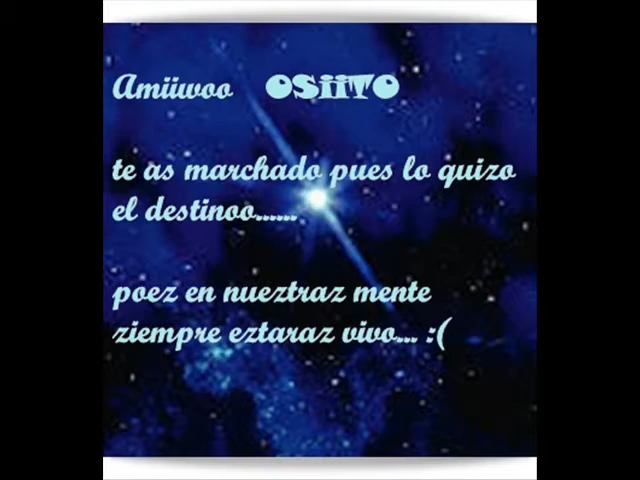 Amiiwoo OSiiTO
te as marchado pues lo quizo
el destinoo......
poez en nueztraz mente
ziempre eztaraz vivo... :(